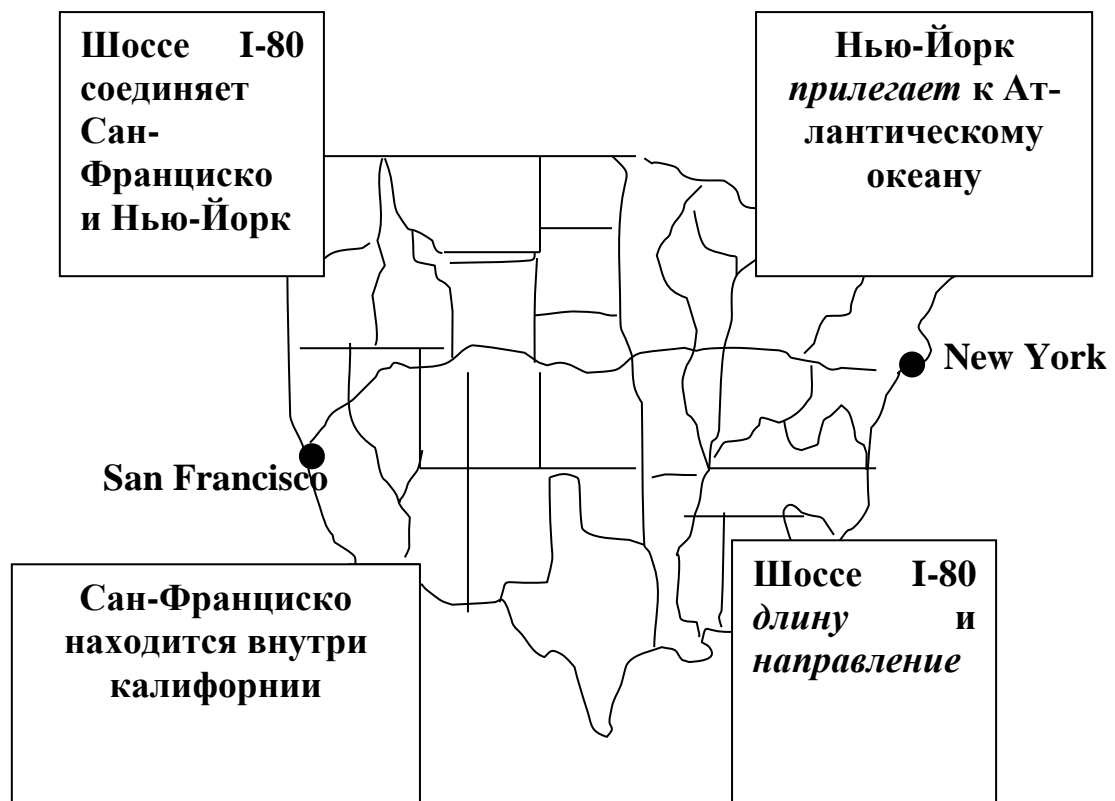 Шоссе I-80
соединяет
Сан-
Франциско
и Нью-Йорк
Нью-Йорк
прилегает к Ат-
лантическому
океану
New York
San Francisco
Сан-Франциско
находится внутри
калифорнии
Шоссе I-80
длину и
направление